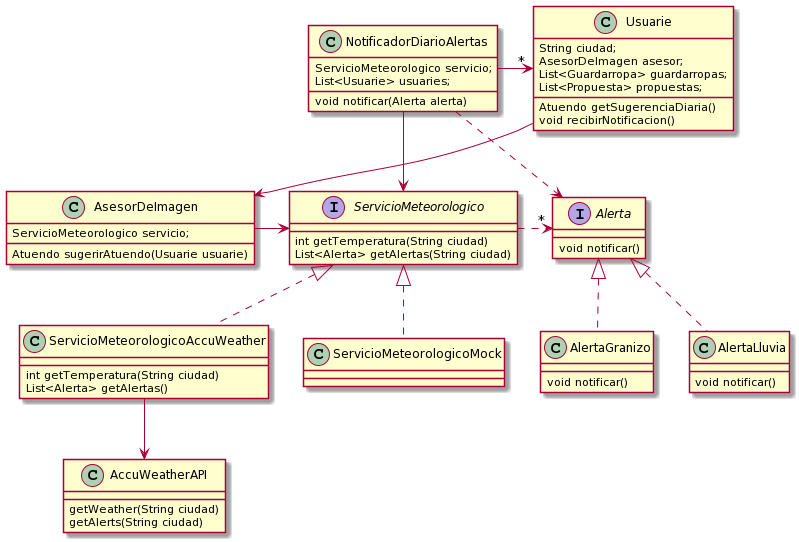 C NotificadorDiarioAlertas
ServicioMeteorologico servicio;
List<Usuarie> usuaries;
void notificar(Alerta alerta)
*
C Usuarie
String ciudad;
AsesorDeImagen asesor;
List<Guardarropa> guardarropas;
List<Propuesta> propuestas;
Atuendo getSugerenciaDiaria()
void recibirNotificacion()
C AsesorDeImagen
ServicioMeteorologico servicio;
Atuendo sugerirAtuendo(Usuarie usuarie)
I ServicioMeteorologico
int getTemperatura(String ciudad)
List<Alerta> getAlertas(String ciudad)
*
I Alerta
void notificar()
C ServicioMeteorologicoAccuWeather
int getTemperatura(String ciudad)
List<Alerta> getAlertas()
C ServicioMeteorologicoMock
C AlertaGranizo
void notificar()
C AlertaLluvia
void notificar()
C AccuWeatherAPI
getWeather(String ciudad)
getAlerts(String ciudad)